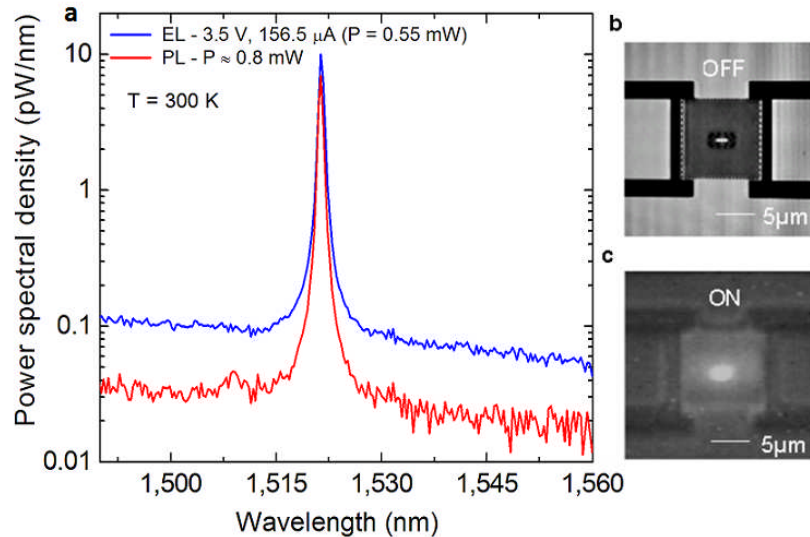 a
EL - 3.5 V, 156.5 μA (P = 0.55 mW)
PL - P ≈ 0.8 mW
T = 300 K
10
1
0.1
0.01
Power spectral density (pW/nm)
1,500
1,515
1,530
1,545
1,560
Wavelength (nm)
b
OFF
5μm
c
ON
5μm